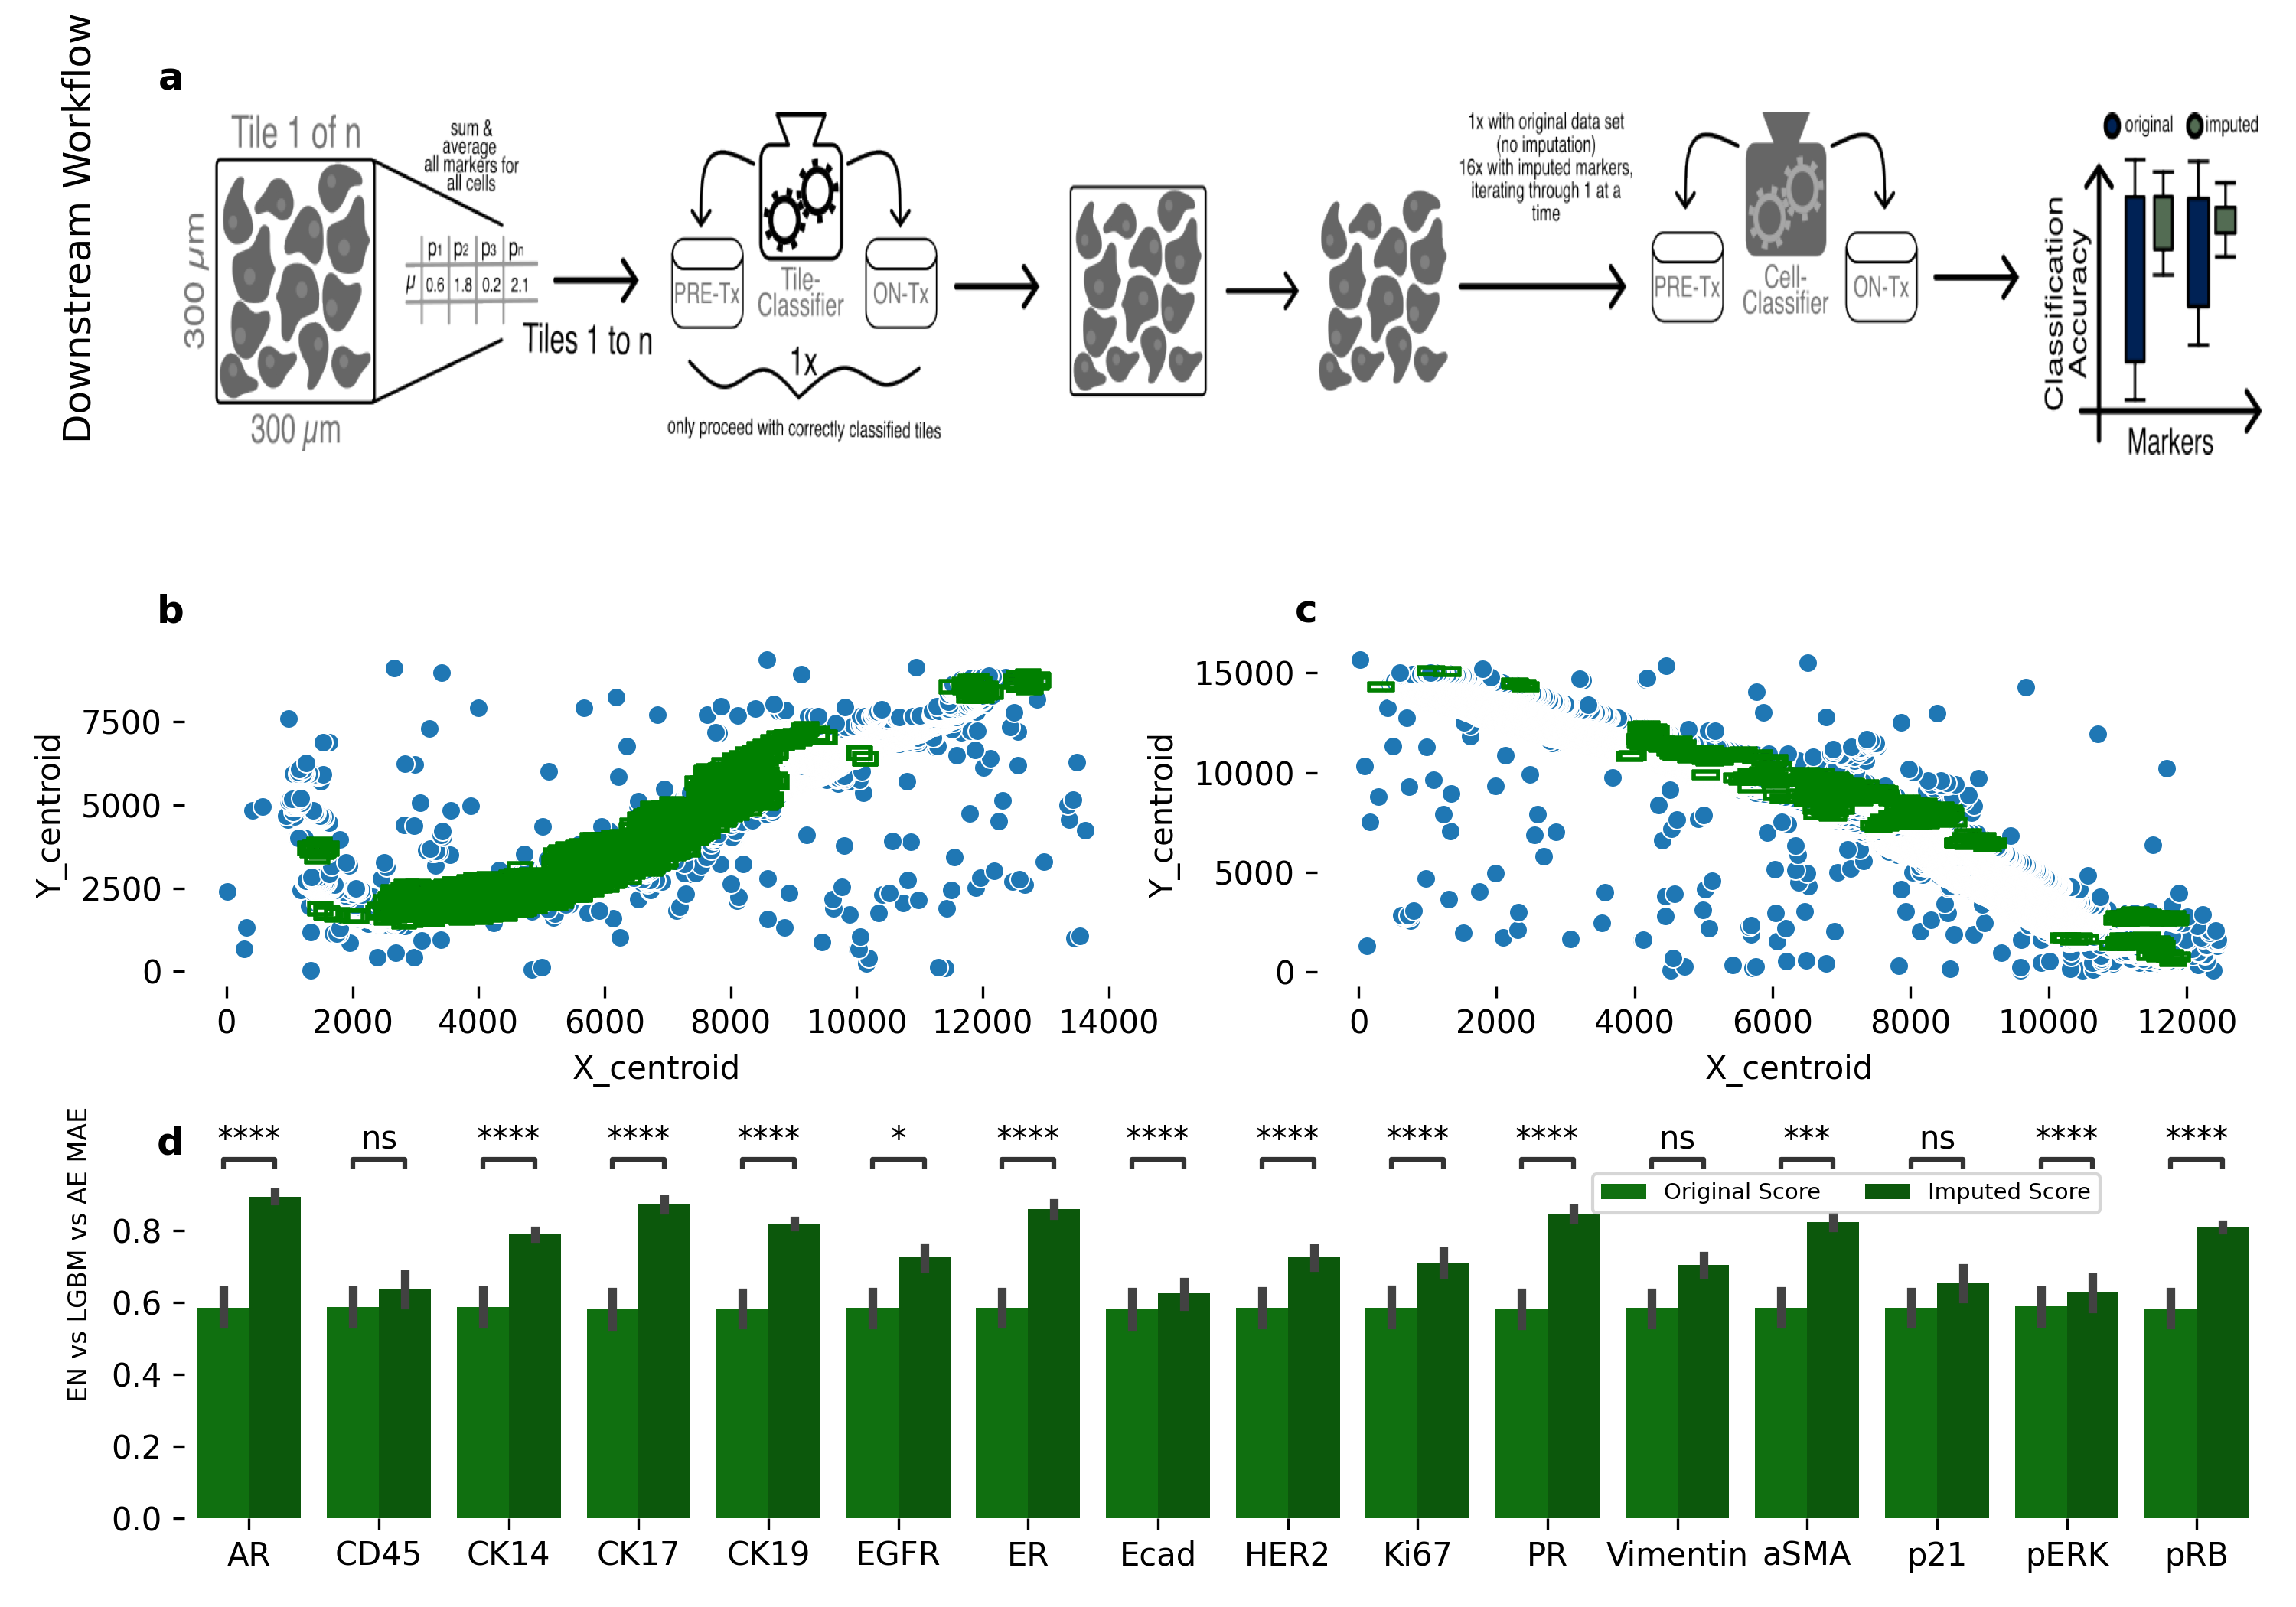 Downstream Workflow
a
Tile 1 of n
300 µm
300 µm
sum &
average
all markers for
all cells
p1 p2 p3 pn
µ 0.6 1.8 0.2 2.1
Tiles 1 to n
PRE-Tx
Tile-
Classifier
ON-Tx
1x
only proceed with correctly classified tiles
1x with original data set
(no imputation)
16x with imputed markers,
iterating through 1 at a
time
PRE-Tx
Cell-
Classifier
ON-Tx
original imputed
Classification
Accuracy
Markers
b
Y_centroid
7500
5000
2500
0
0 2000 4000 6000 8000 10000 12000 14000
X_centroid
c
Y_centroid
15000
10000
5000
0
0 2000 4000 6000 8000 10000 12000
X_centroid
d
EN vs LGBM vs AE MAE
**** ns **** **** **** * **** **** **** **** **** ns *** ns **** ****
Original Score Imputed Score
0.8
0.6
0.4
0.2
0.0
AR CD45 CK14 CK17 CK19 EGFR ER Ecad HER2 Ki67 PR Vimentin aSMA p21 pERK pRB